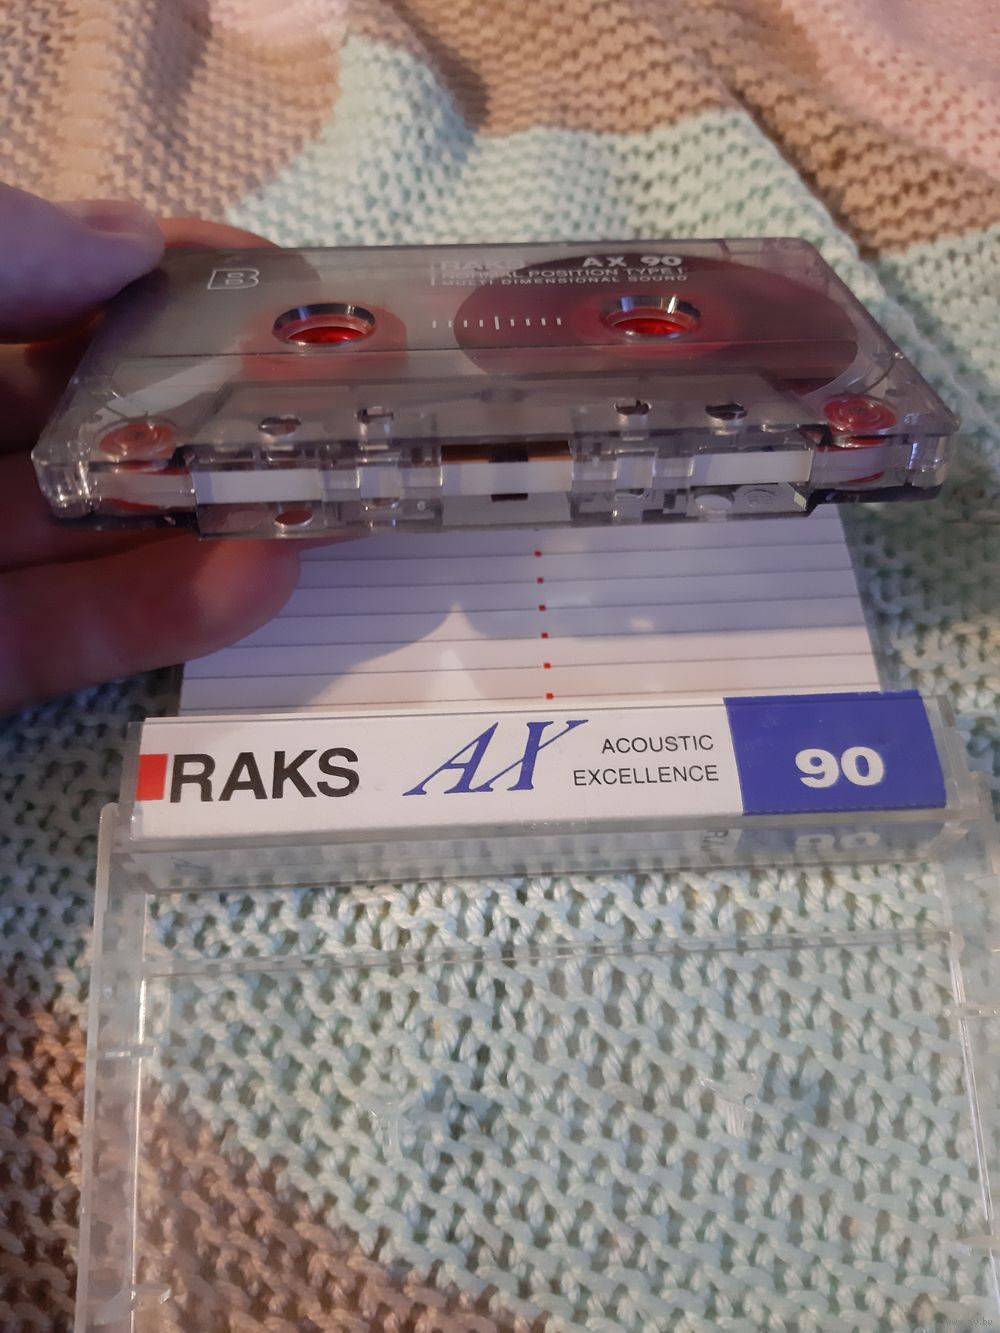 B
RAKS AX 90
NORMAL POSITION TYPE I
MULTI DIMENSIONAL SOUND
RAKS AX ACOUSTIC EXCELLENCE 90